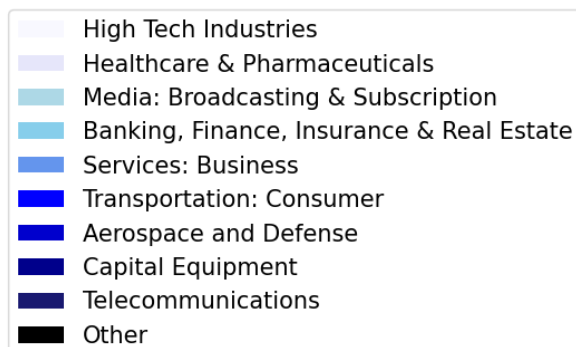 High Tech Industries
Healthcare & Pharmaceuticals
Media: Broadcasting & Subscription
Banking, Finance, Insurance & Real Estate
Services: Business
Transportation: Consumer
Aerospace and Defense
Capital Equipment
Telecommunications
Other